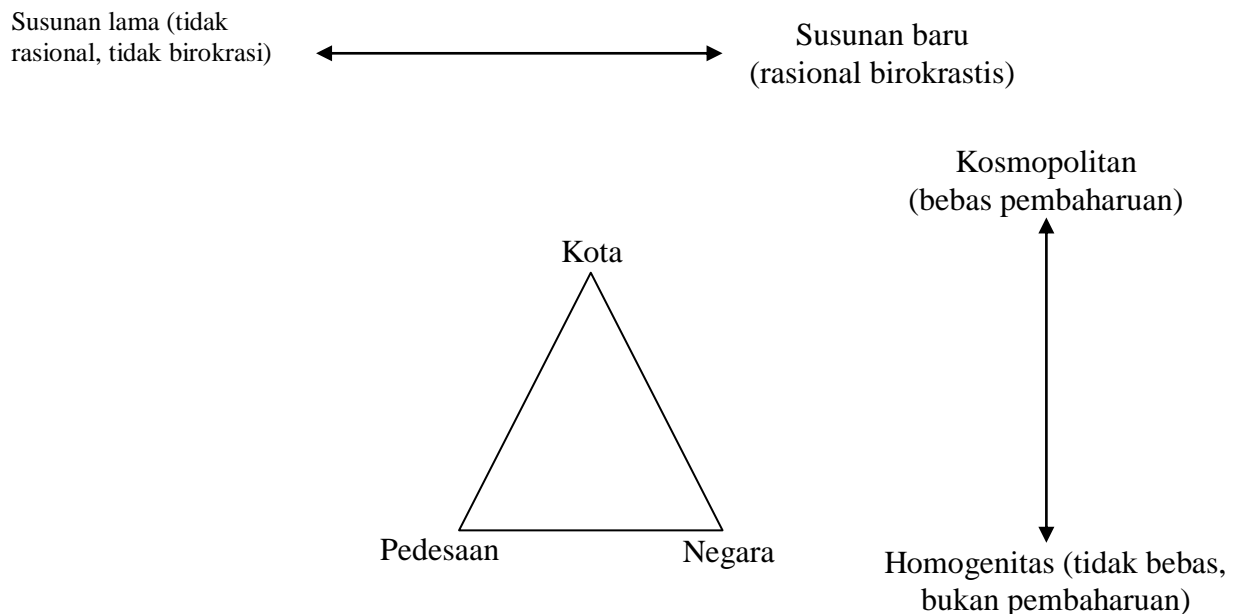 Susunan lama (tidak
rasional, tidak birokrasi)
Susunan baru
(rasional birokrastis)
Kosmopolitan
(bebas pembaharuan)
Kota
Pedesaan
Negara
Homogenitas (tidak bebas,
bukan pembaharuan)